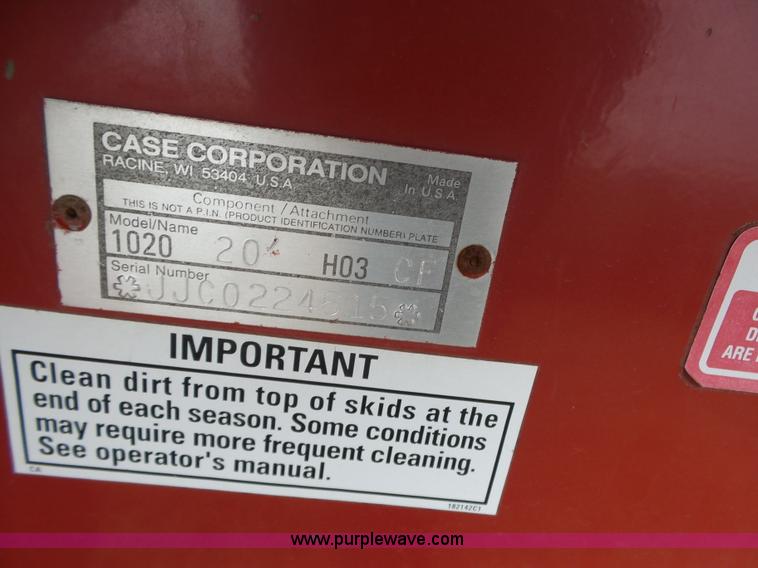 CASE CORPORATION
RACINE, WI 53404, U.S.A
Made
In U.S.A.
Component / Attachment
THIS IS NOT A P.I.N. (PRODUCT IDENTIFICATION NUMBER) PLATE
Model/Name
1020 20 H03 CF
Serial Number
JJC0224515
IMPORTANT
Clean dirt from top of skids at the
end of each season. Some conditions
may require more frequent cleaning.
See operator's manual.
CA
182142C1
ARE
www.purplewave.com